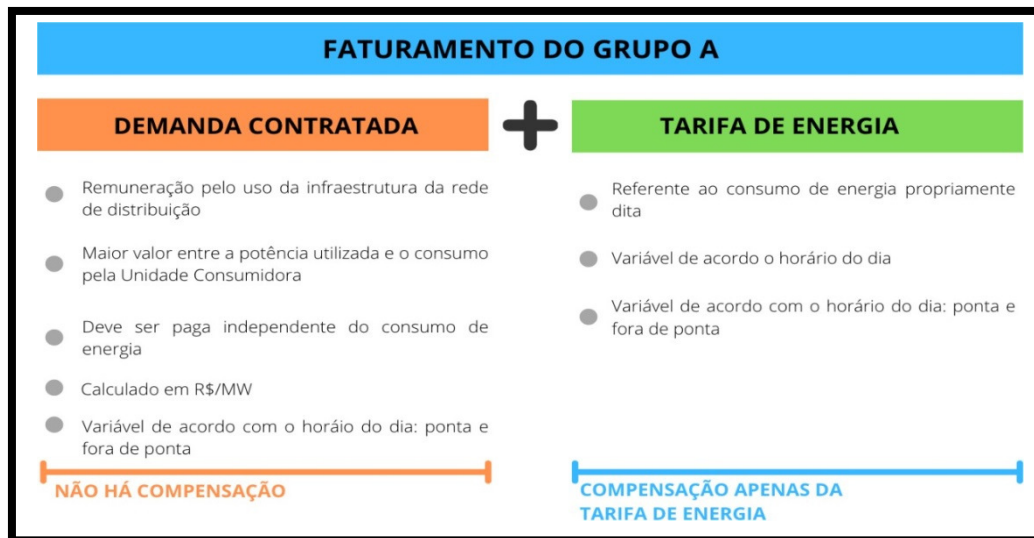 FATURAMENTO DO GRUPO A
DEMANDA CONTRATADA
Remuneração pelo uso da infraestrutura da rede
de distribuição
Maior valor entre a potência utilizada e o consumo
pela Unidade Consumidora
Deve ser paga independente do consumo de
energia
Calculado em R$/MW
Variável de acordo com o horáio do dia: ponta e
fora de ponta
NÃO HÁ COMPENSAÇÃO
+
TARIFA DE ENERGIA
Referente ao consumo de energia propriamente
dita
Variável de acordo o horário do dia
Variável de acordo com o horário do dia: ponta e
fora de ponta
COMPENSAÇÃO APENAS DA
TARIFA DE ENERGIA